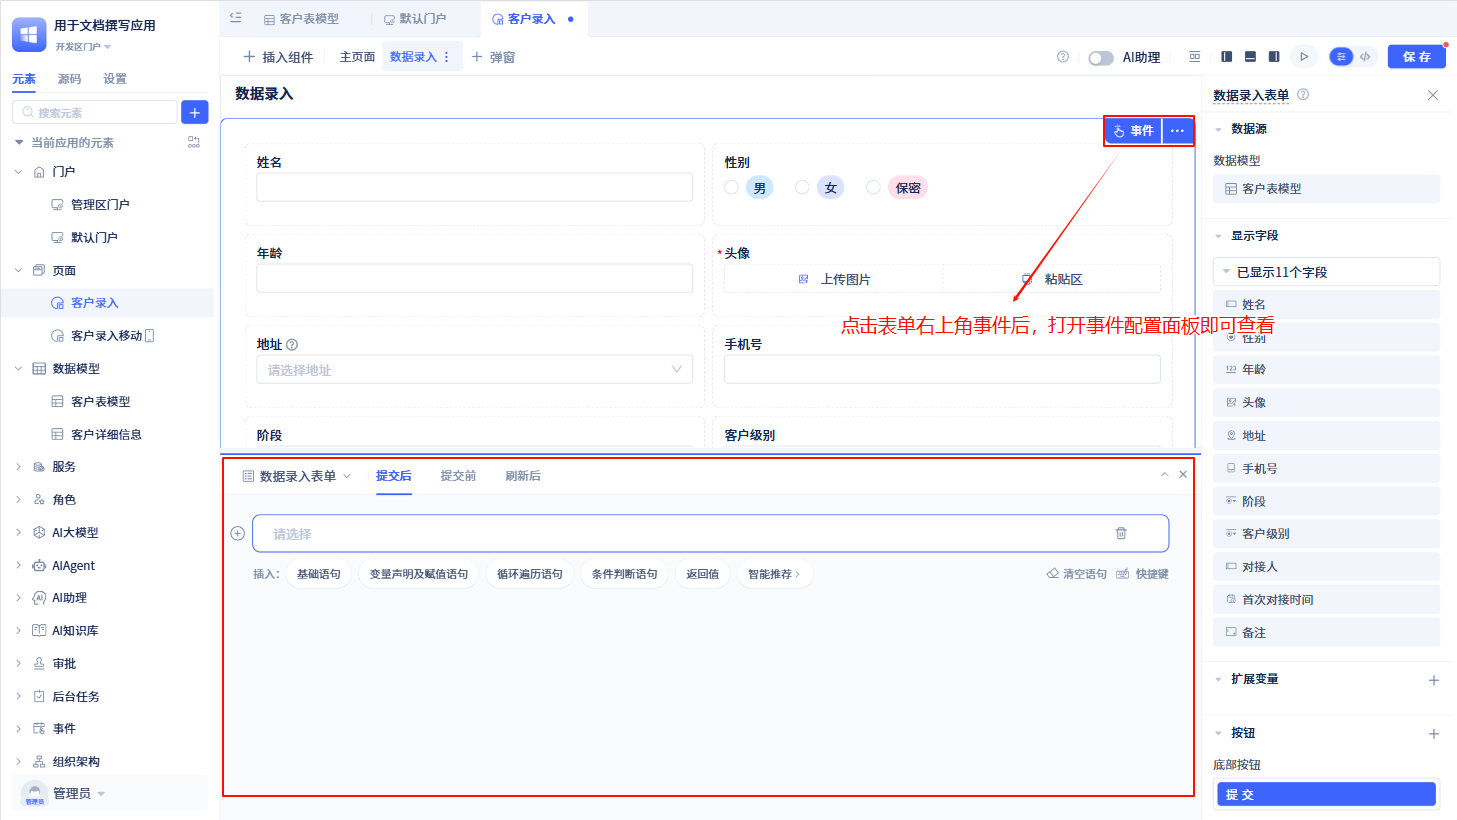 用于文档撰写应用
开发区门户
元素 源码 设置
搜索元素
当前应用的元素
门户
管理区门户
默认门户
页面
客户录入
客户录入移动
数据模型
客户表模型
客户详细信息
服务
角色
AI大模型
AIAgent
AI助理
AI知识库
审批
后台任务
事件
组织架构
管理员
管理员
客户表模型 默认门户 客户录入
插入组件 主页面 数据录入 弹窗
AI助理
保存
数据录入
事件
姓名
性别
男 女 保密
年龄
*头像
上传图片 粘贴区
点击表单右上角事件后，打开事件配置面板即可查看
地址
请选择地址
手机号
阶段
客户级别
数据录入表单 提交后 提交前 刷新后
请选择
插入： 基础语句 变量声明及赋值语句 循环遍历语句 条件判断语句 返回值 智能推荐 清空语句 快捷键
数据录入表单
数据源
数据模型
客户表模型
显示字段
已显示11个字段
姓名
性别
123 年龄
头像
地址
手机号
阶段
客户级别
对接人
首次对接时间
备注
扩展变量
按钮
底部按钮
提交